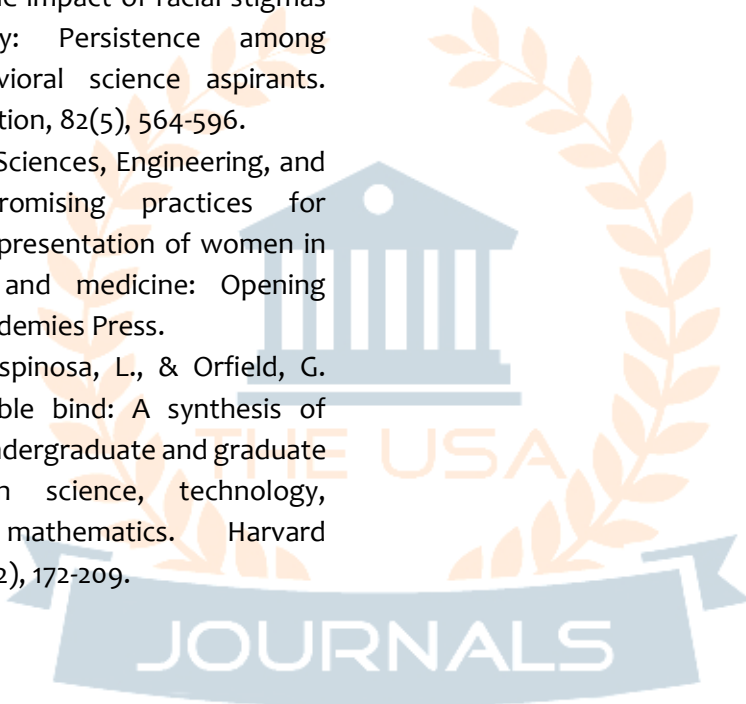 e impact of racial stigmas
y: Persistence among
vioral science aspirants.
tion, 82(5), 564-596.
Sciences, Engineering, and
romising practices for
presentation of women in
and medicine: Opening
demies Press.
spinosa, L., & Orfield, G.
ble bind: A synthesis of
ndergraduate and graduate
n science, technology,
mathematics. Harvard
2), 172-209.
THE USA
JOURNALS